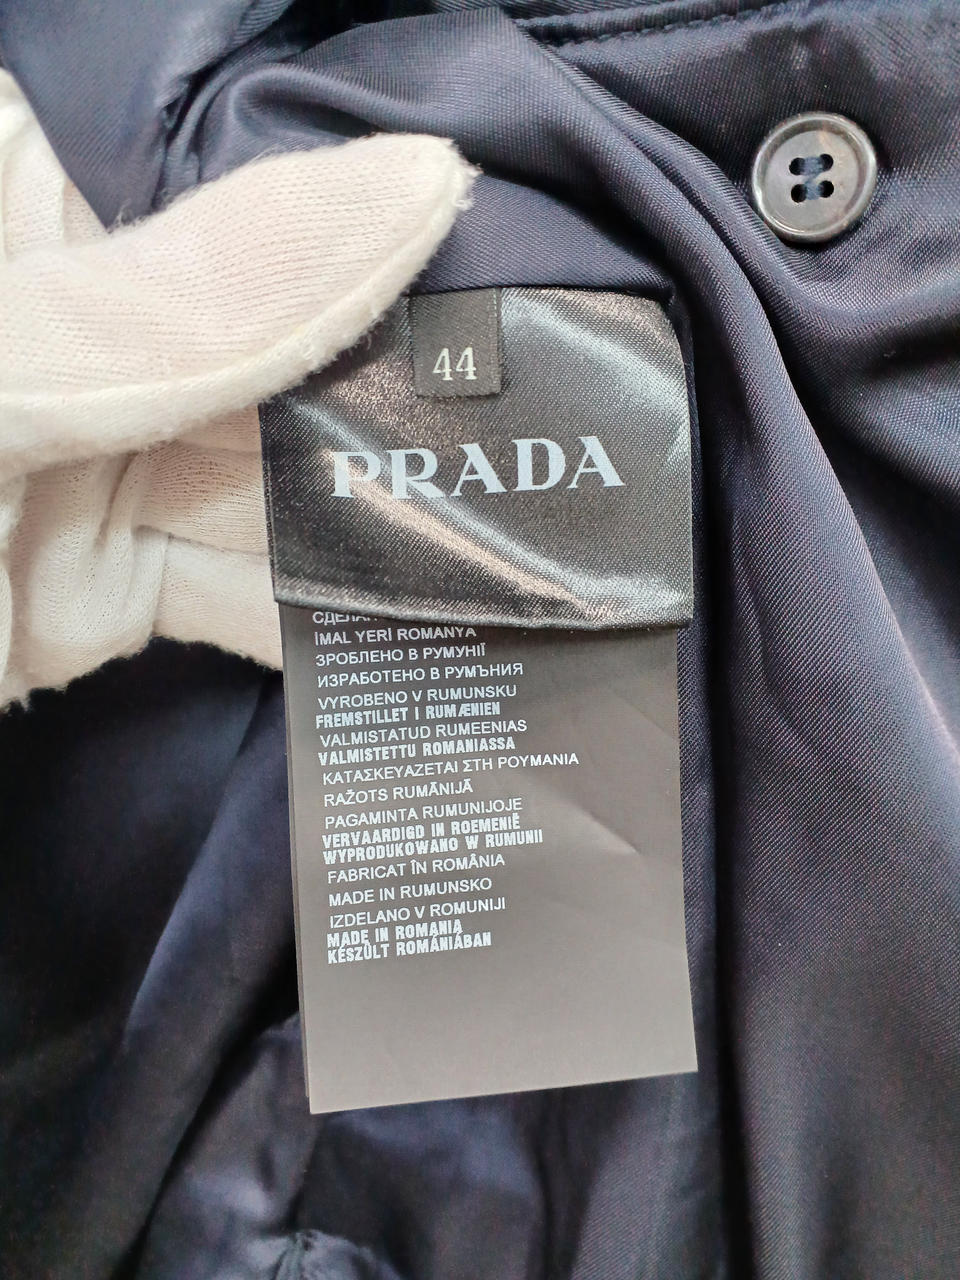 44
PRADA
İMAL YERİ ROMANYA
ЗРОБЛЕНО В РУМУНІЇ
ИЗРАБОТЕНО В РУМЪНИЯ
VYROBENO V RUMUNSKU
FREMSTILLET I RUMÆNIEN
VALMISTATUD RUMEENIAS
VALMISTETTU ROMANIASSA
ΚΑΤΑΣΚΕΥΑΖΕΤΑΙ ΣΤΗ ΡΟΥΜΑΝΙΑ
RAŽOTS RUMĀNIJĀ
PAGAMINTA RUMUNIJOJE
VERVAARDIGD IN ROEMENIË
WYPRODUKOWANO W RUMUNII
FABRICAT ÎN ROMÂNIA
MADE IN RUMUNSKO
IZDELANO V ROMUNIJI
MADE IN ROMANIA
KÉSZÜLT ROMÁNIÁBAN